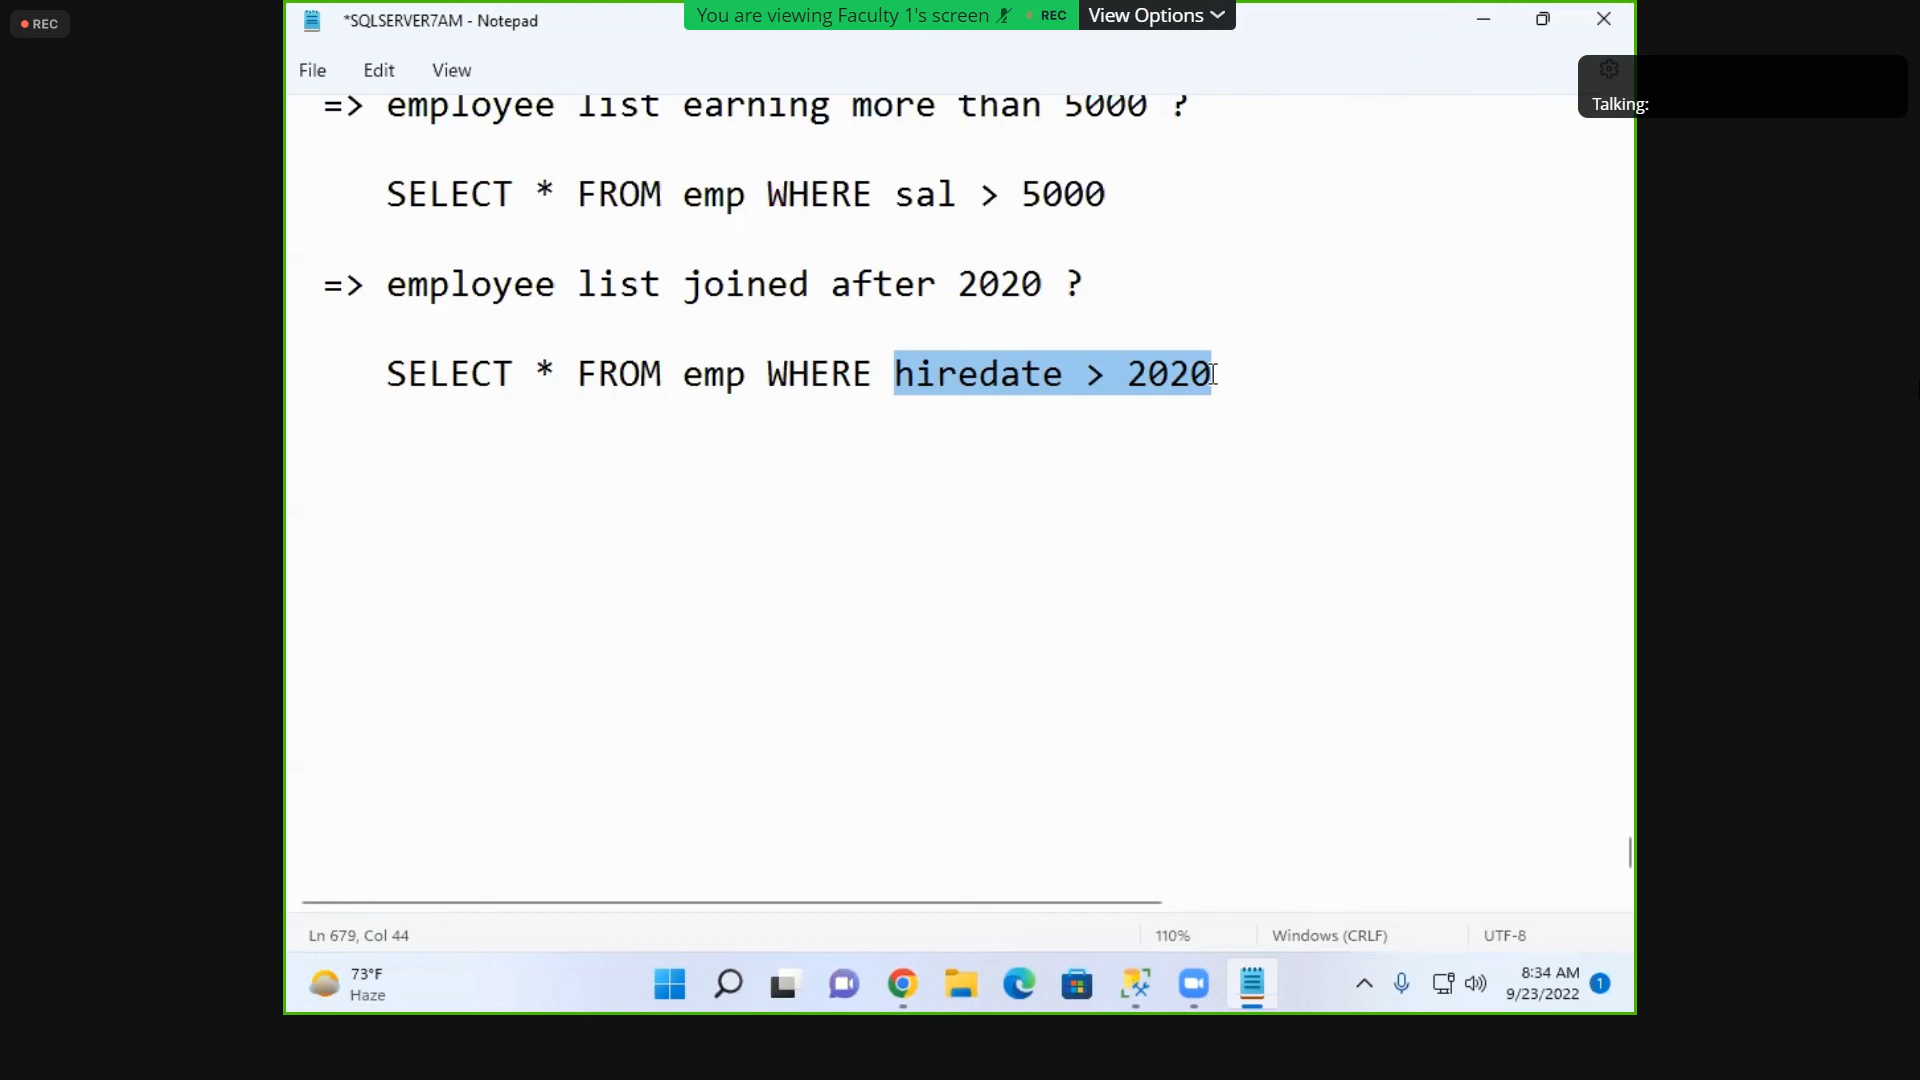 REC
*SQLSERVER7AM - Notepad
You are viewing Faculty 1's screen REC View Options
File Edit View
Talking:
=> employee list earning more than 5000 ?
SELECT * FROM emp WHERE sal > 5000
=> employee list joined after 2020 ?
SELECT * FROM emp WHERE hiredate > 2020
Ln 679, Col 44 110% Windows (CRLF) UTF-8
73°F
Haze
8:34 AM
9/23/2022
1